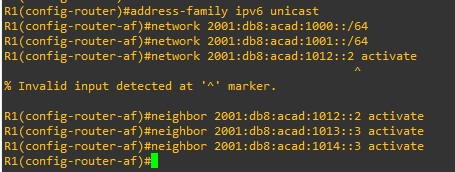 R1(config-router)#address-family ipv6 unicast
R1(config-router-af)#network 2001:db8:acad:1000::/64
R1(config-router-af)#network 2001:db8:acad:1001::/64
R1(config-router-af)#network 2001:db8:acad:1012::2 activate
^
% Invalid input detected at '^' marker.
R1(config-router-af)#neighbor 2001:db8:acad:1012::2 activate
R1(config-router-af)#neighbor 2001:db8:acad:1013::3 activate
R1(config-router-af)#neighbor 2001:db8:acad:1014::3 activate
R1(config-router-af)#